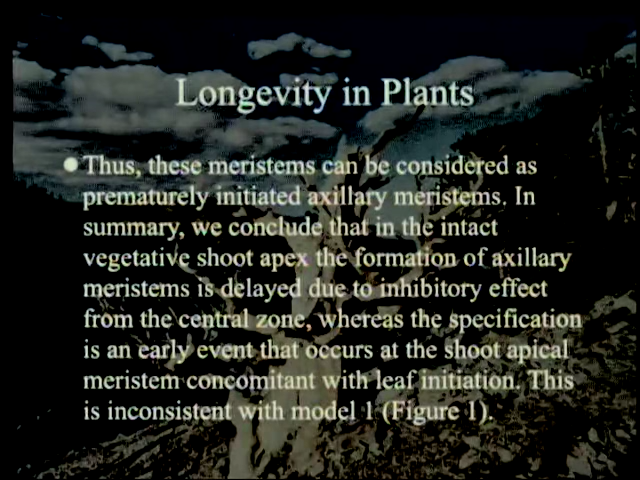 Longevity in Plants
Thus, these meristems can be considered as
prematurely initiated axillary meristems. In
summary, we conclude that in the intact
vegetative shoot apex the formation of axillary
meristems is delayed due to inhibitory effect
from the central zone, whereas the specification
is an early event that occurs at the shoot apical
meristem concomitant with leaf initiation. This
is inconsistent with model 1 (Figure 1).